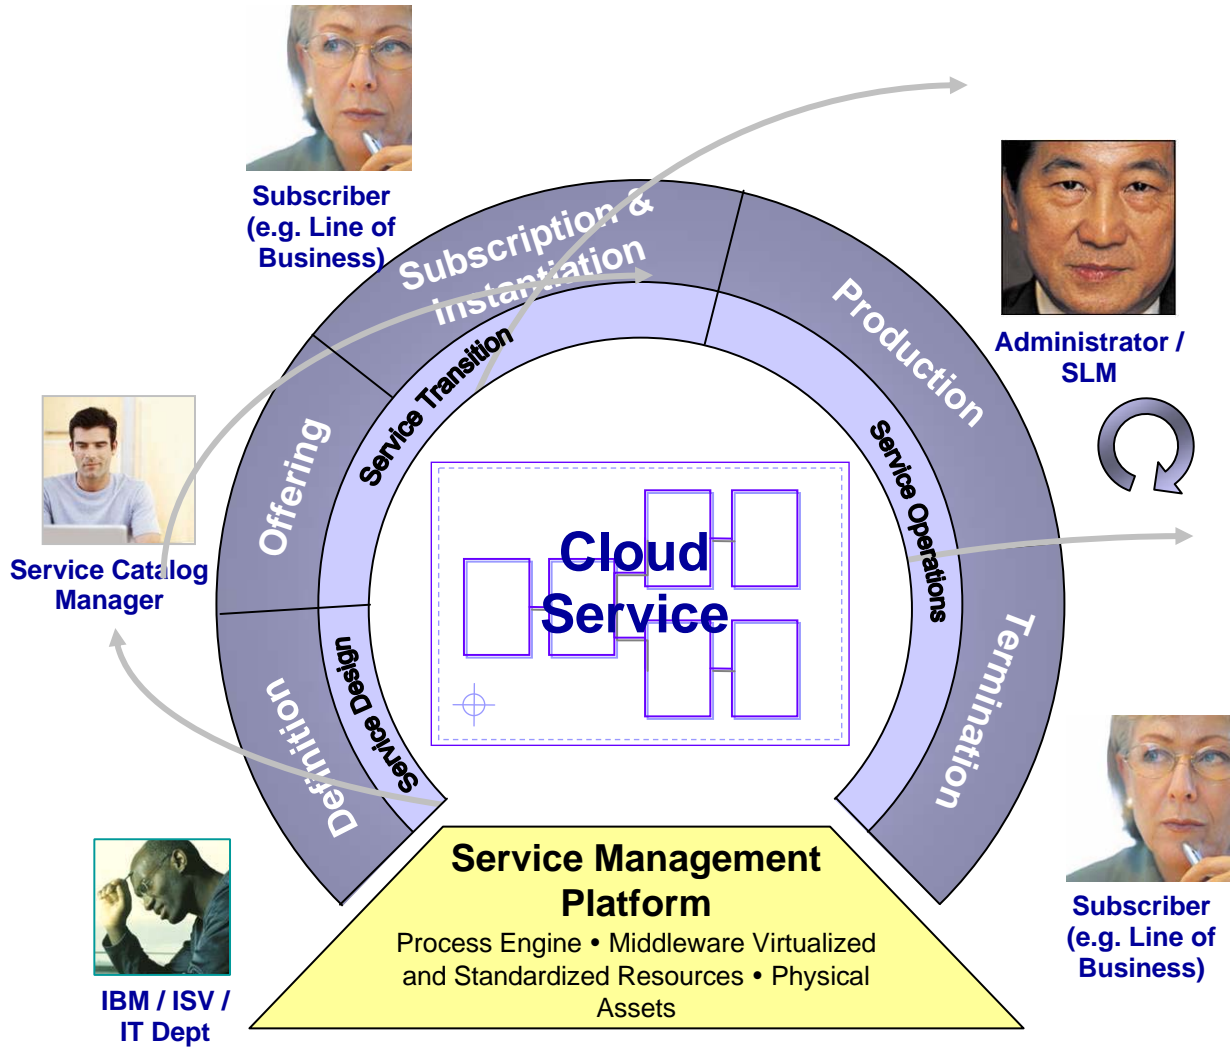 Subscriber
(e.g. Line of
Business)
Subscription &
Instantiation
Production
Administrator /
SLM
Offering
Service Transition
Service Operations
Cloud
Service
Service Catalog
Manager
Definition
Service Design
Termination
Service Management
Platform
Process Engine • Middleware Virtualized
and Standardized Resources • Physical
Assets
IBM / ISV /
IT Dept
Subscriber
(e.g. Line of
Business)